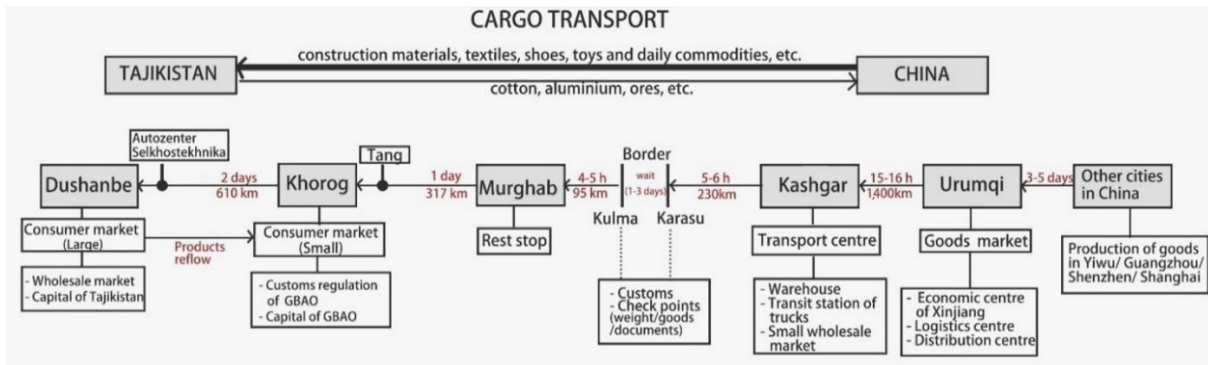 CARGO TRANSPORT
construction materials, textiles, shoes, toys and daily commodities, etc.
TAJIKISTAN
CHINA
cotton, aluminium, ores, etc.
Autozenter
Selkhostekhnika
Tang
Border
Dushanbe
2 days
610 km
Khorog
1 day
317 km
Murghab
4-5 h
95 km
wait
(1-3 days)
5-6 h
230km
Kashgar
15-16 h
1,400km
Urumqi
3-5 days
Other cities
in China
Kulma
Karasu
Consumer market
(Large)
Products
reflow
Consumer market
(Small)
Rest stop
Transport centre
Goods market
Production of goods
in Yiwu/ Guangzhou/
Shenzhen/ Shanghai
- Wholesale market
- Capital of Tajikistan
- Customs regulation
of GBAO
- Capital of GBAO
- Customs
- Check points
(weight/goods
/documents)
- Warehouse
- Transit station of
trucks
- Small wholesale
market
- Economic centre
of Xinjiang
- Logistics centre
- Distribution centre